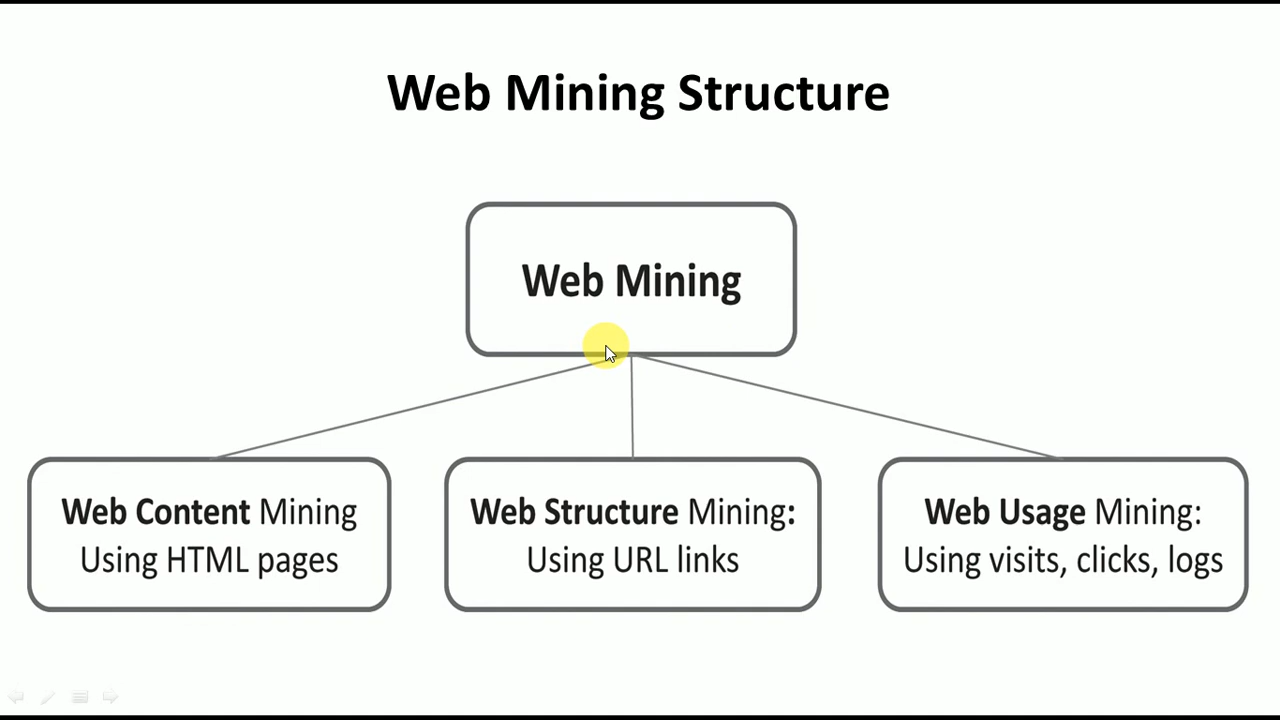 Web Mining Structure
Web Mining
Web Content Mining
Using HTML pages
Web Structure Mining:
Using URL links
Web Usage Mining:
Using visits, clicks, logs